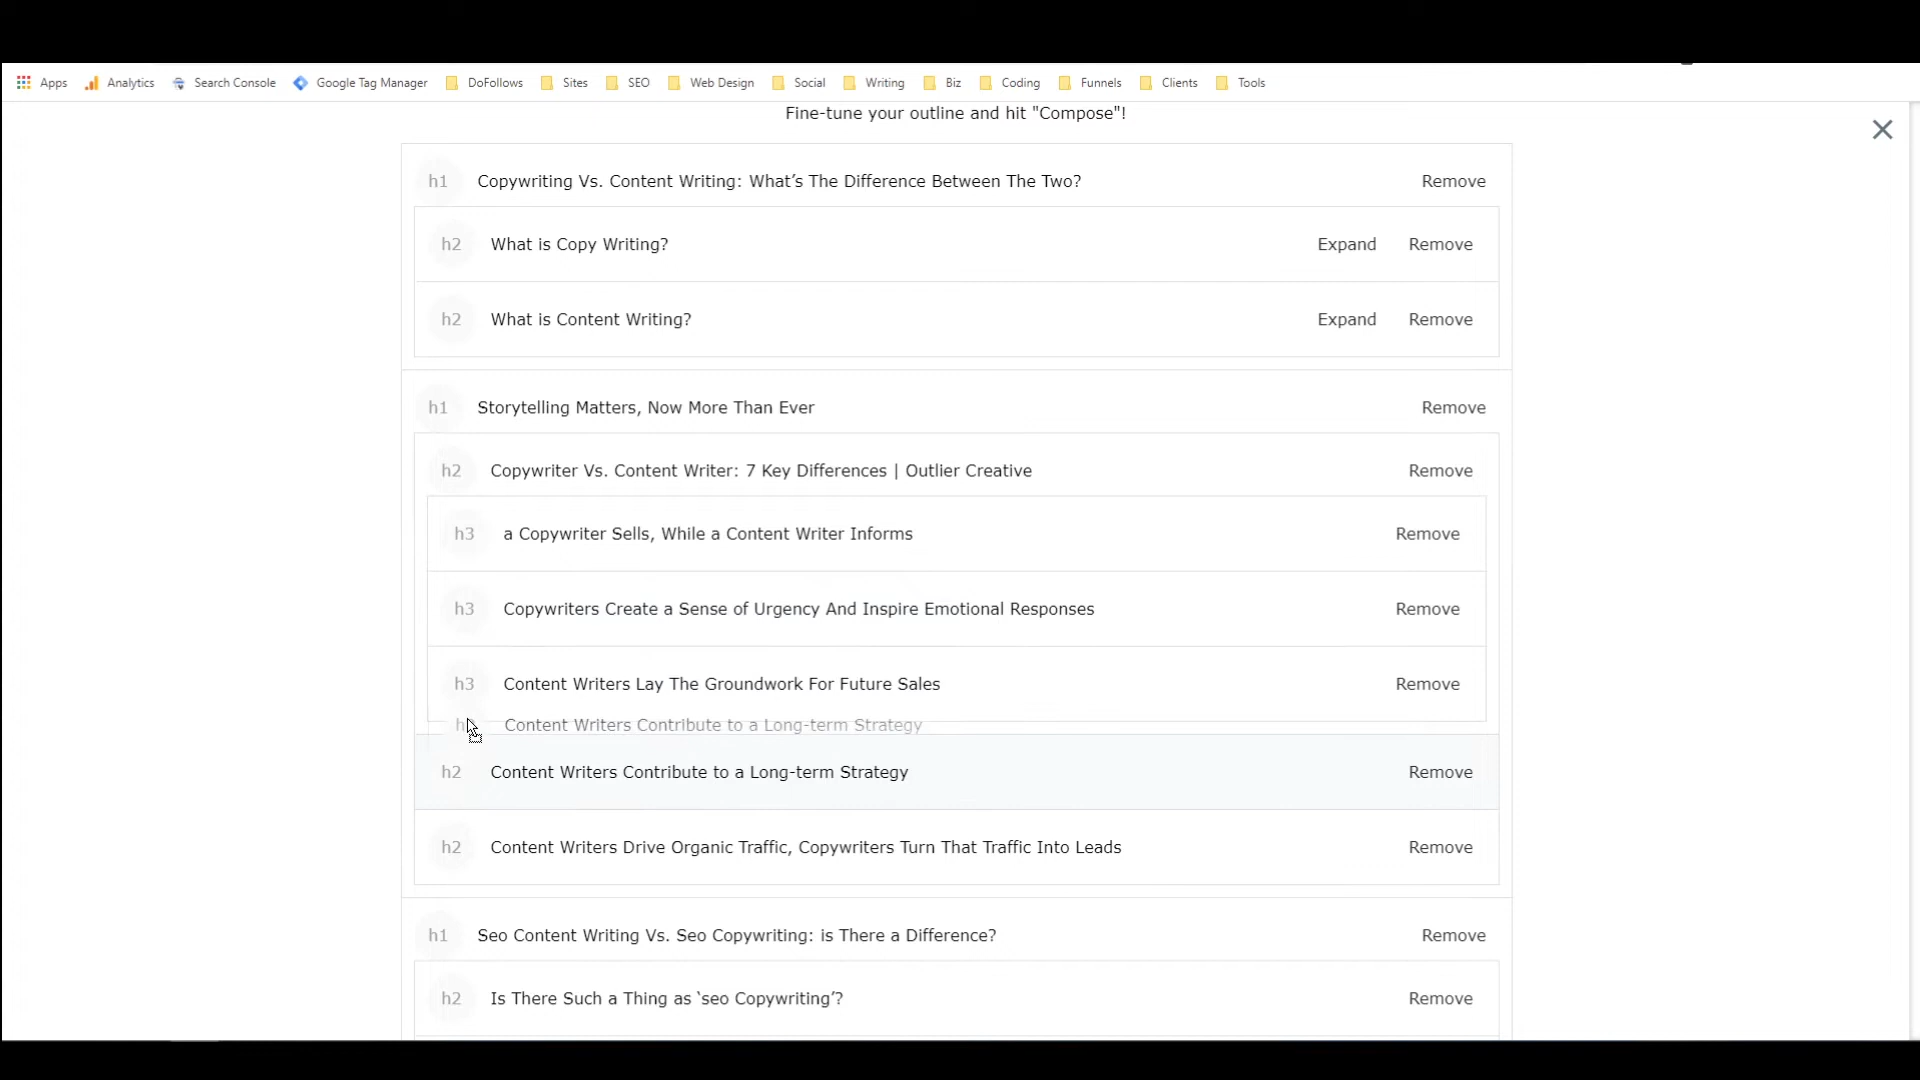 Apps Analytics Search Console Google Tag Manager DoFollows Sites SEO Web Design Social Writing Biz Coding Funnels Clients Tools
Fine-tune your outline and hit "Compose"!
h1 Copywriting Vs. Content Writing: What’s The Difference Between The Two? Remove
h2 What is Copy Writing? Expand Remove
h2 What is Content Writing? Expand Remove
h1 Storytelling Matters, Now More Than Ever Remove
h2 Copywriter Vs. Content Writer: 7 Key Differences | Outlier Creative Remove
h3 a Copywriter Sells, While a Content Writer Informs Remove
h3 Copywriters Create a Sense of Urgency And Inspire Emotional Responses Remove
h3 Content Writers Lay The Groundwork For Future Sales Remove
Content Writers Contribute to a Long-term Strategy
h2 Content Writers Contribute to a Long-term Strategy Remove
h2 Content Writers Drive Organic Traffic, Copywriters Turn That Traffic Into Leads Remove
h1 Seo Content Writing Vs. Seo Copywriting: is There a Difference? Remove
h2 Is There Such a Thing as ‘seo Copywriting’? Remove